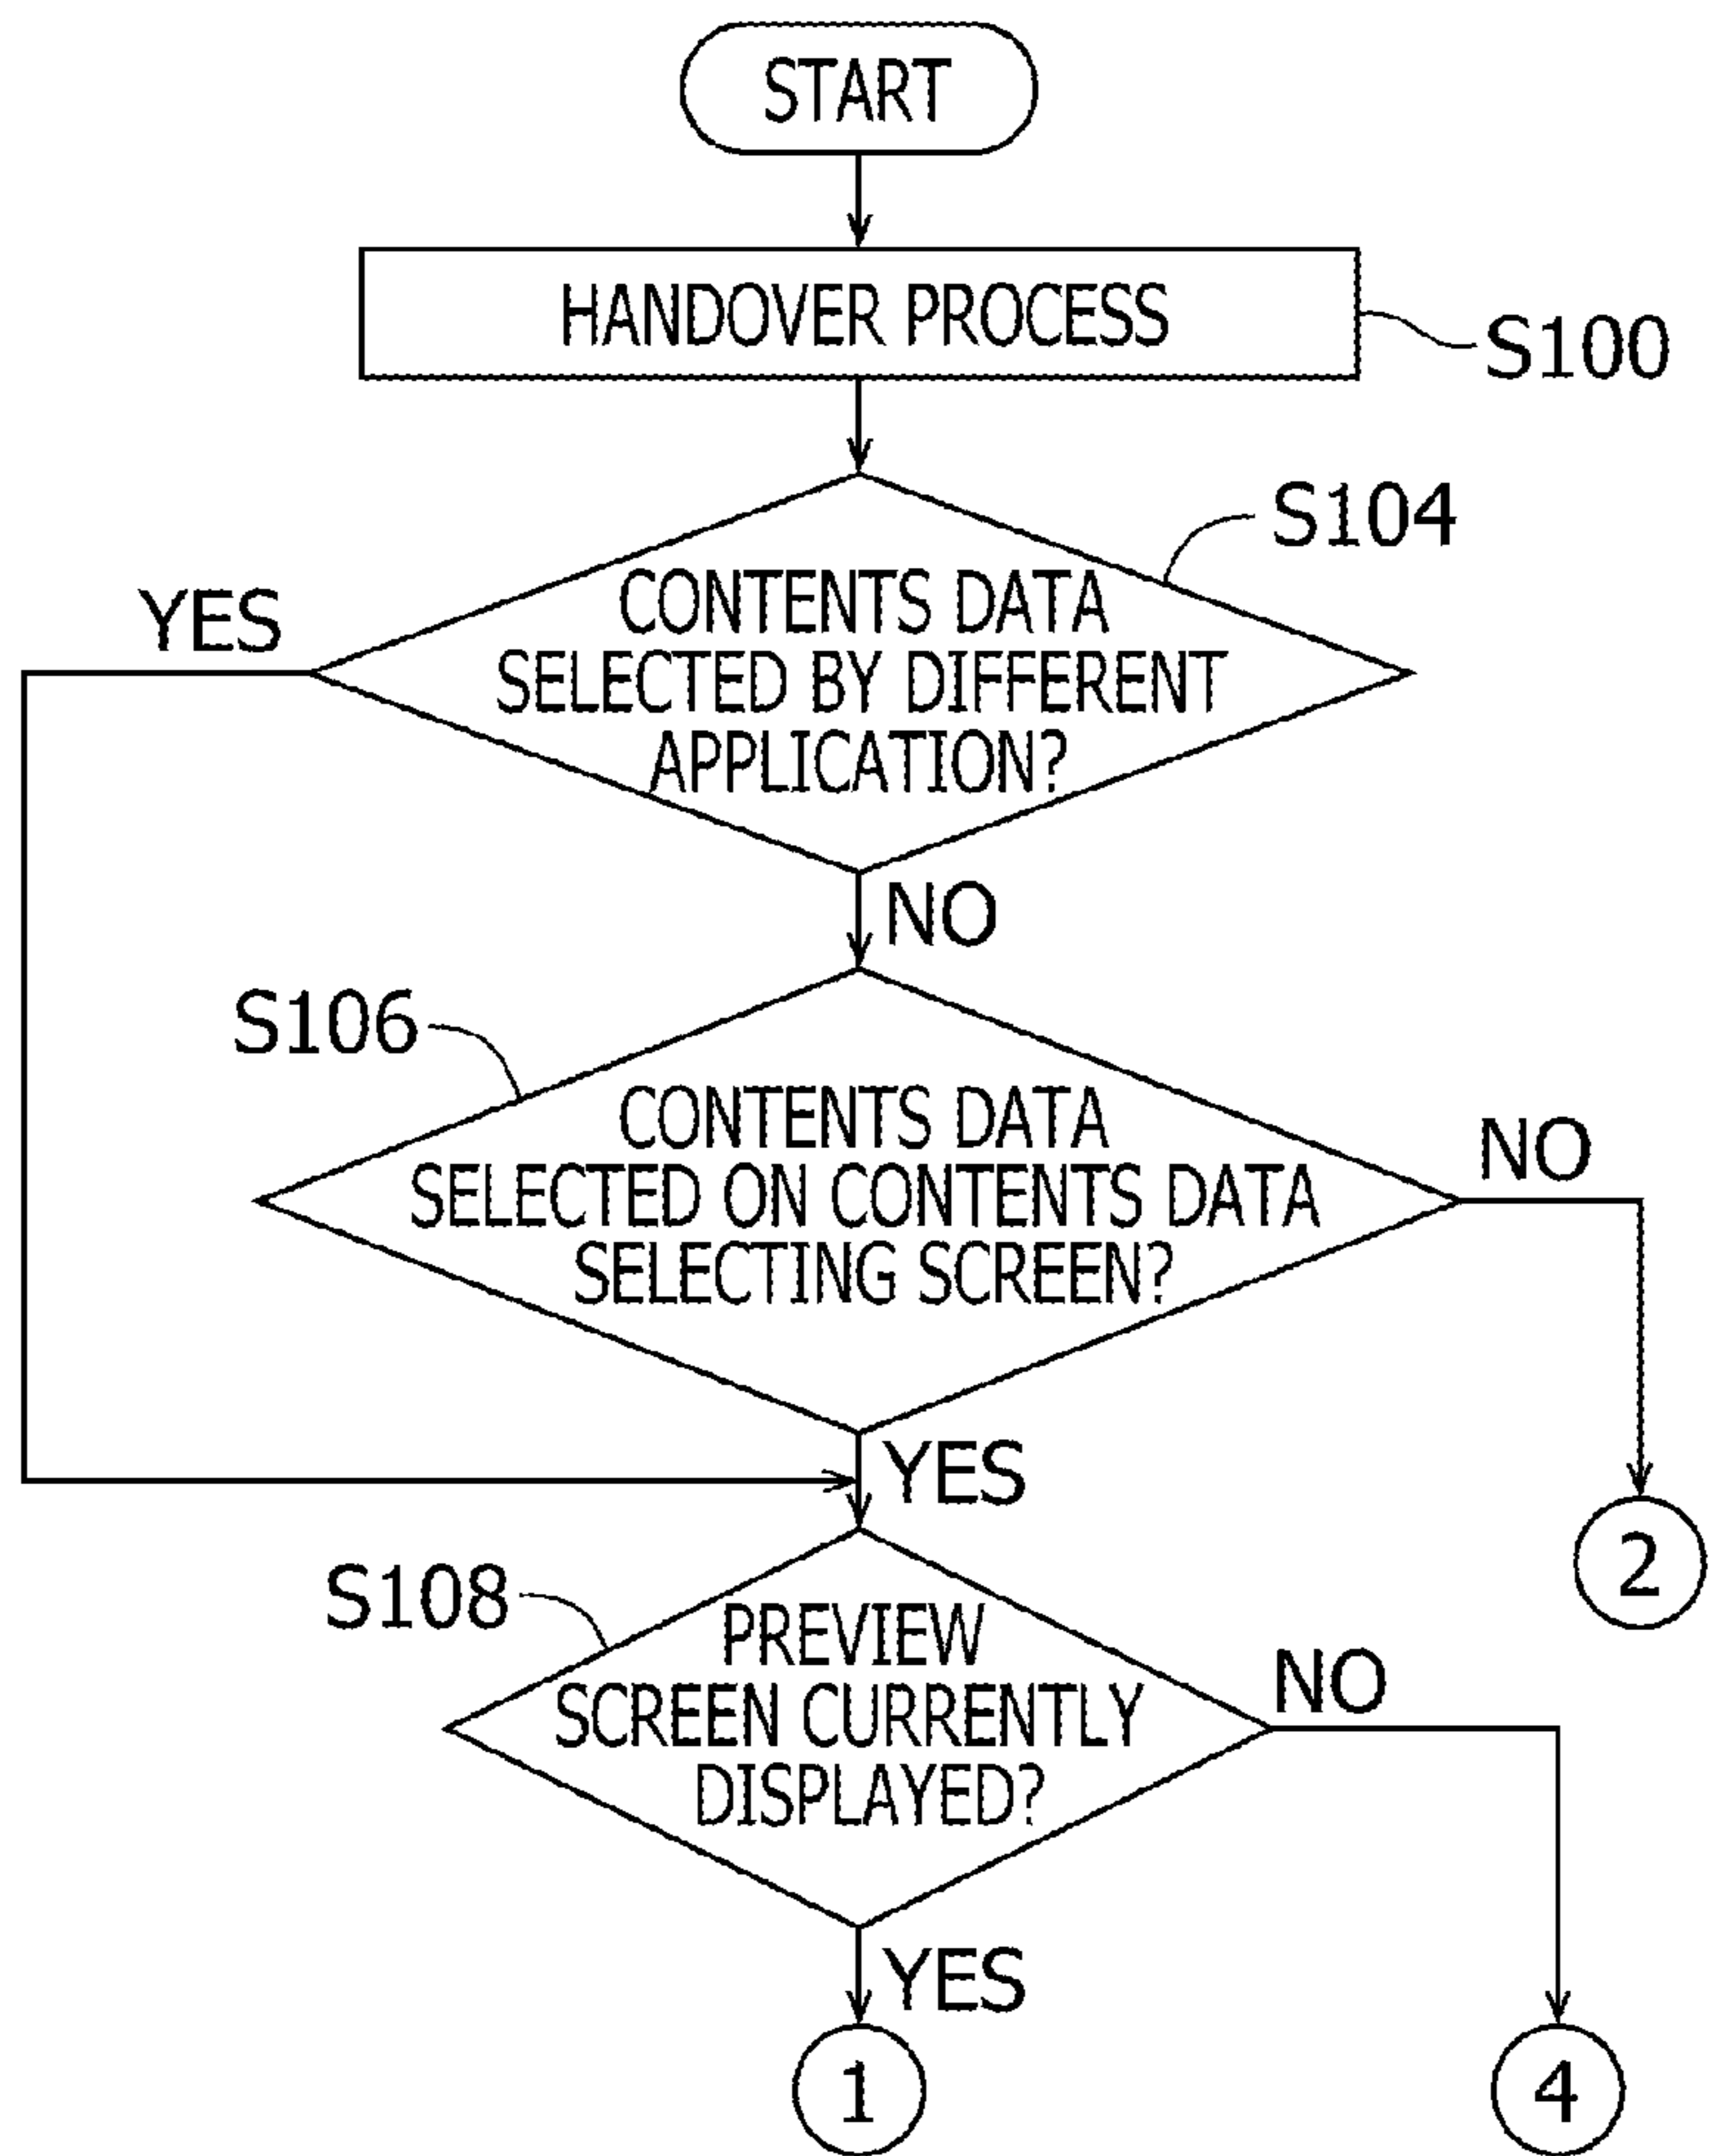 START
HANDOVER PROCESS
S100
S104
YES
CONTENTS DATA
SELECTED BY DIFFERENT
APPLICATION?
NO
S106
CONTENTS DATA
SELECTED ON CONTENTS DATA
SELECTING SCREEN?
NO
YES
2
S108
PREVIEW
SCREEN CURRENTLY
DISPLAYED?
NO
YES
1
4